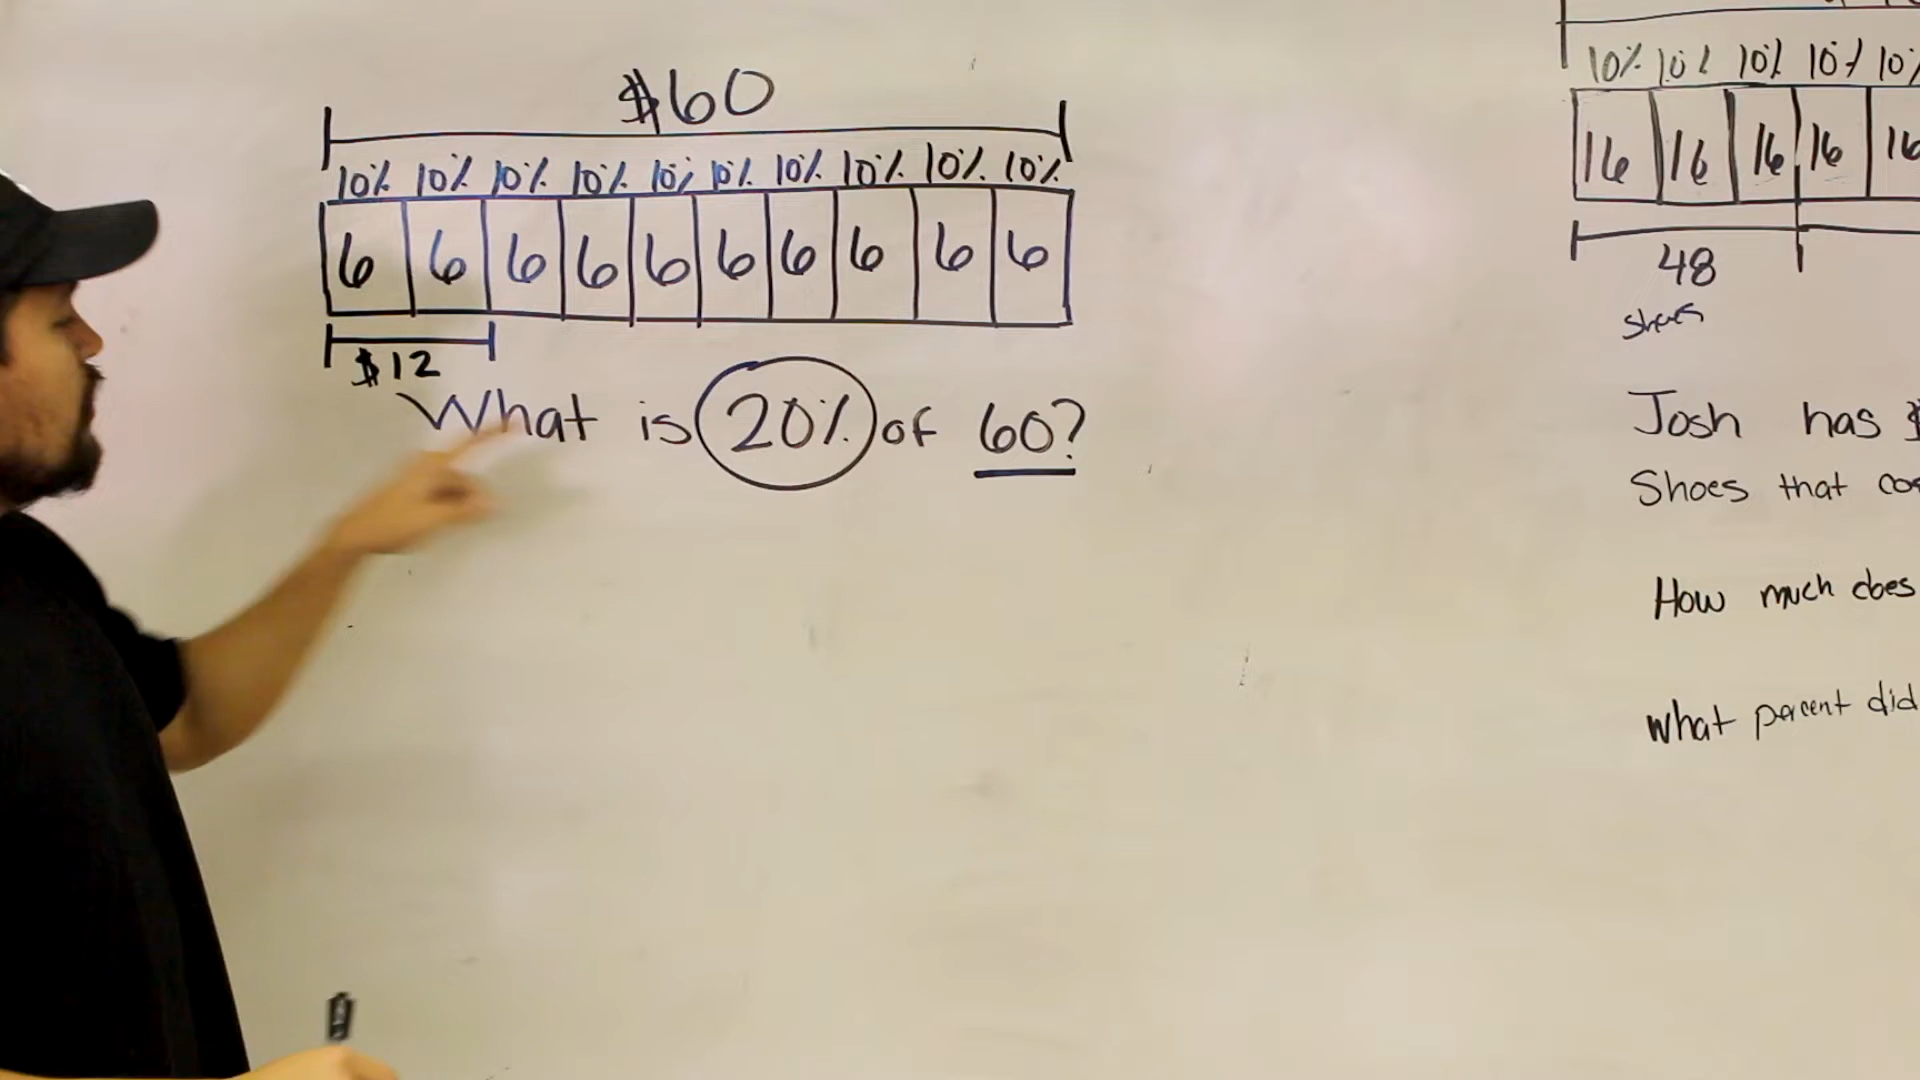 $60
10% 10% 10% 10% 10% 10% 10% 10% 10% 10%
6 6 6 6 6 6 6 6 6 6
$12
What is 20% of 60?
10% 10% 10% 10% 10%
16 16 16 16 16
48
shoes
Josh has $
Shoes that cos
How much does
what percent did